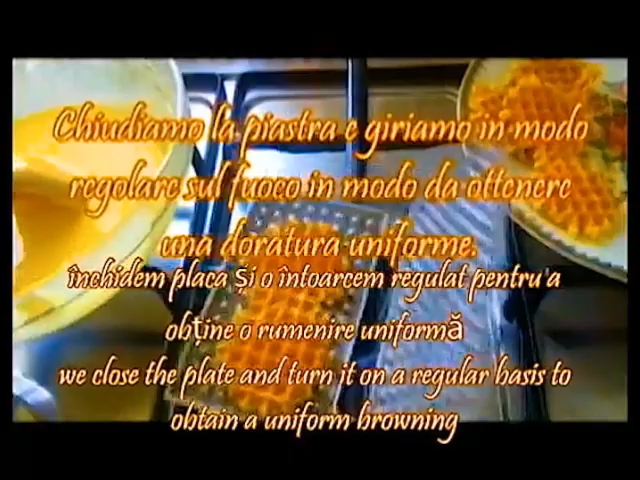 Chiudiamo la piastra e giriamo in modo
regolare sul fuoco in modo da ottenere
una doratura uniforme.
închidem placa și o întoarcem regulat pentru a
obține o rumenire uniformă
we close the plate and turn it on a regular basis to
obtain a uniform browning